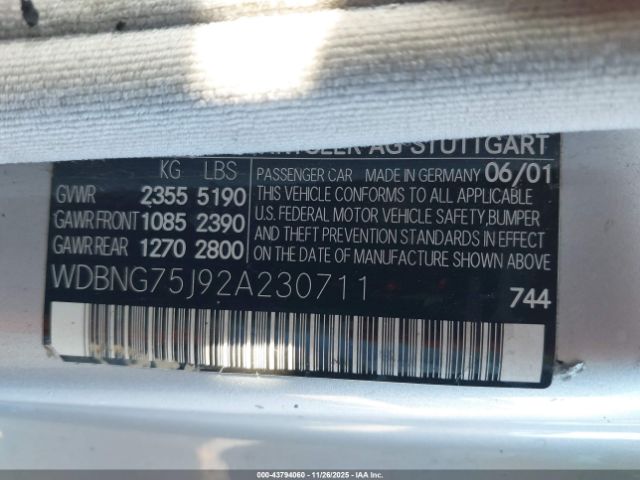 AG STUTTGART
KG LBS
GVWR 2355 5190
GAWR FRONT 1085 2390
GAWR REAR 1270 2800
PASSENGER CAR MADE IN GERMANY 06/01
THIS VEHICLE CONFORMS TO ALL APPLICABLE
U.S. FEDERAL MOTOR VEHICLE SAFETY,BUMPER
AND THEFT PREVENTION STANDARDS IN EFFECT
ON THE DATE OF MANUFACTURE SHOWN ABOVE
WDBNG75J92A230711
744
000-43794060 - 11/26/2025 - IAAI.COM